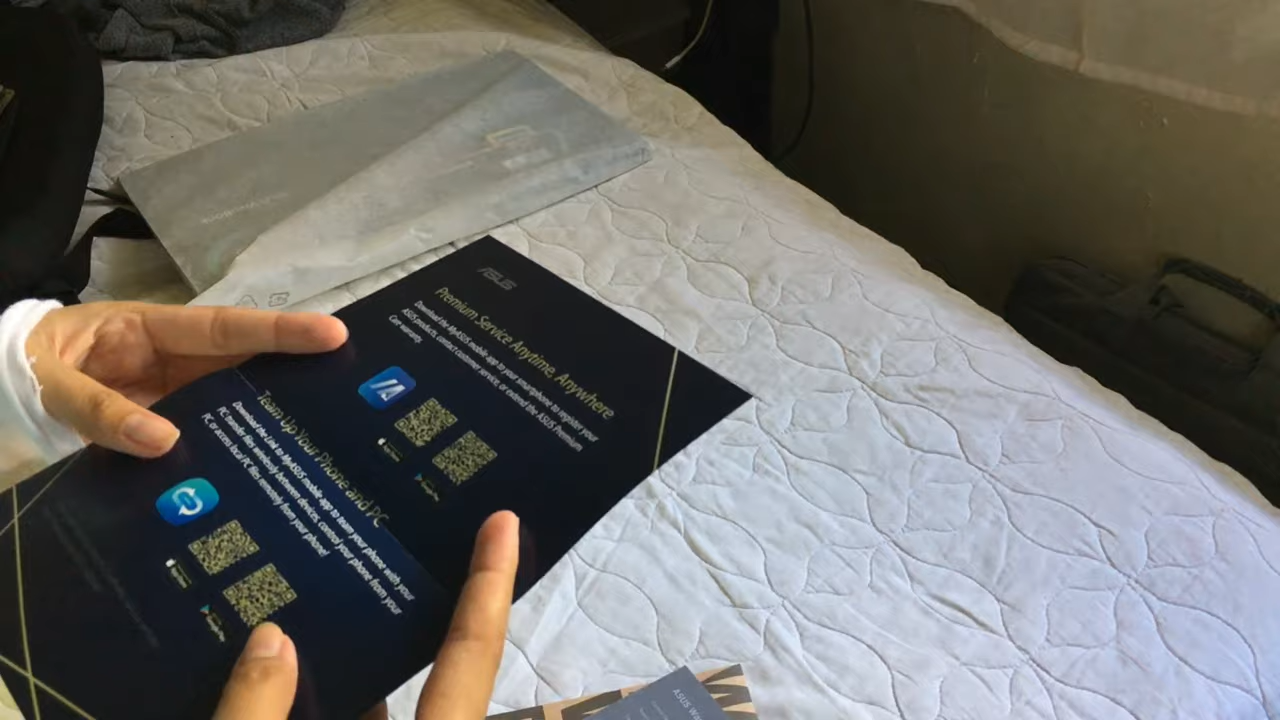 ASUS
Premium Service Anytime, Anywhere
Download the MyASUS mobile-app to your smartphone to register your
ASUS products, contact customer service, or extend the ASUS Premium
Care warranty.
Team Up Your Phone and PC
Download the Link to MyASUS mobile-app to team your phone with your
PC, transfer files wirelessly between devices, control your phone from your
PC, or access local PC files remotely from your phone!
ASUS